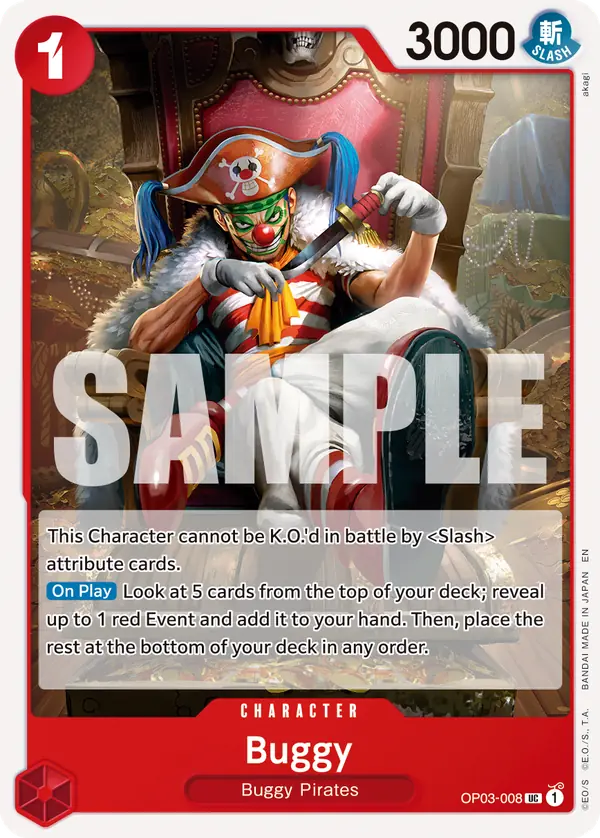 1
3000
斬
SLASH
akagi
SAMPLE
This Character cannot be K.O.'d in battle by <Slash>
attribute cards.
On Play Look at 5 cards from the top of your deck; reveal
up to 1 red Event and add it to your hand. Then, place the
rest at the bottom of your deck in any order.
CHARACTER
Buggy
Buggy Pirates
OP03-008 UC 1
©EO/S ©E.O./S., T.A. BANDAI MADE IN JAPAN EN